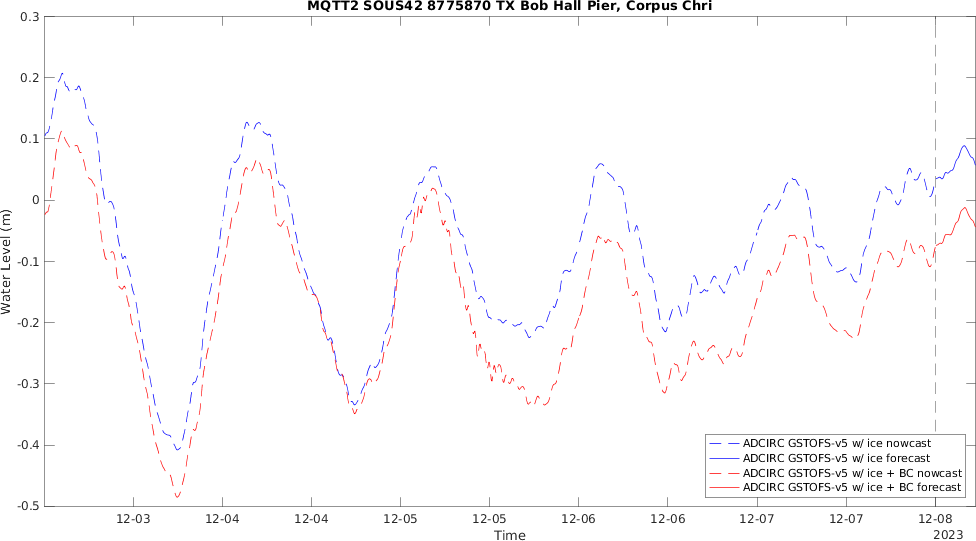 MQTT2 SOUS42 8775870 TX Bob Hall Pier, Corpus Chri
0.3
0.2
0.1
0
-0.1
-0.2
-0.3
-0.4
-0.5
Water Level (m)
ADCIRC GSTOFS-v5 w/ ice nowcast
ADCIRC GSTOFS-v5 w/ ice forecast
ADCIRC GSTOFS-v5 w/ ice + BC nowcast
ADCIRC GSTOFS-v5 w/ ice + BC forecast
12-03 12-04 12-04 12-05 12-05 12-06 12-06 12-07 12-07 12-08
Time 2023